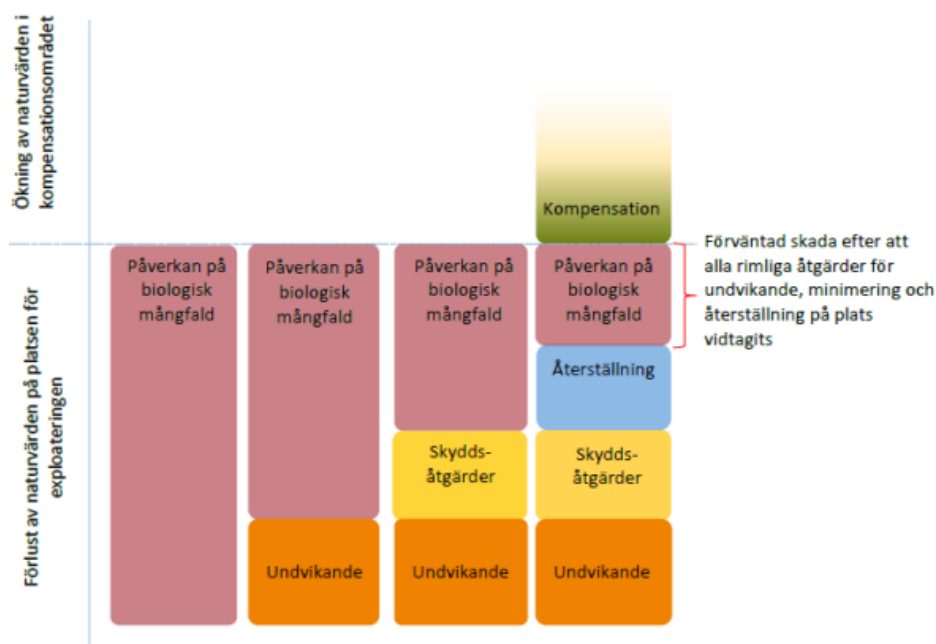 Ökning av naturvärden i
kompensationsområdet
Kompensation
Förlust av naturvärden på platsen för
exploateringen
Påverkan på
biologisk
mångfald
Påverkan på
biologisk
mångfald
Undvikande
Påverkan på
biologisk
mångfald
Skydds-
åtgärder
Undvikande
Påverkan på
biologisk
mångfald
Återställning
Skydds-
åtgärder
Undvikande
Förväntad skada efter att
alla rimliga åtgärder för
undvikande, minimering och
återställning på plats
vidtagits